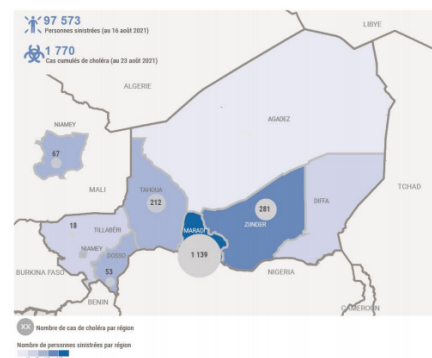 97 573
Personnes sinistrées (au 16 août 2021)
1 770
Cas cumulés de choléra (au 23 août 2021)
LIBYE
ALGERIE
NIAMEY
67
AGADEZ
MALI
TCHAD
TAHOUA
212
281
DIFFA
18
TILLABÉRI
MARADI
ZINDER
NIAMEY
DOSSO
1 139
53
BURKINA FASO
NIGERIA
BENIN
CAMEROUN
XX Nombre de cas de choléra par région
Nombre de personnes sinistrées par région